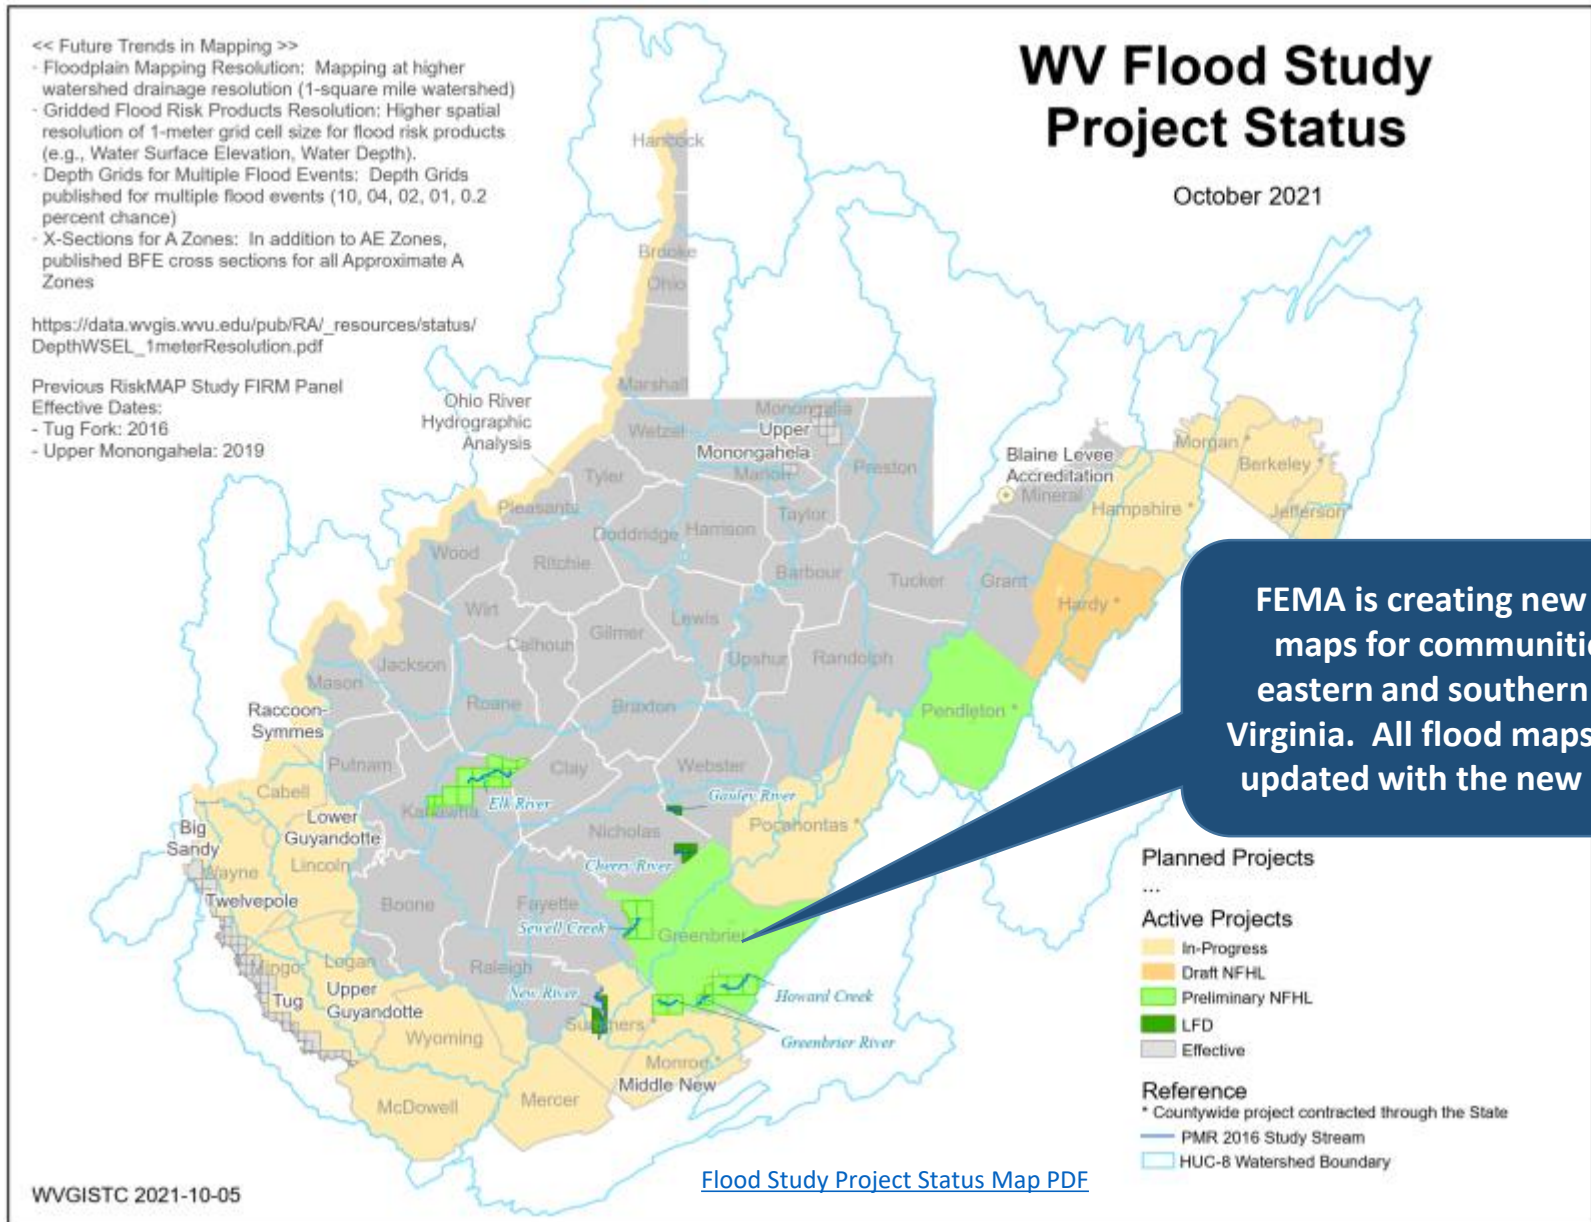 << Future Trends in Mapping >>
- Floodplain Mapping Resolution: Mapping at higher
watershed drainage resolution (1-square mile watershed)
- Gridded Flood Risk Products Resolution: Higher spatial
resolution of 1-meter grid cell size for flood risk products
(e.g., Water Surface Elevation, Water Depth).
- Depth Grids for Multiple Flood Events: Depth Grids
published for multiple flood events (10, 04, 02, 01, 0.2
percent chance)
- X-Sections for A Zones: In addition to AE Zones,
published BFE cross sections for all Approximate A
Zones
https://data.wvgis.wvu.edu/pub/RA/_resources/status/
DepthWSEL_1meterResolution.pdf
Previous RiskMAP Study FIRM Panel
Effective Dates:
- Tug Fork: 2016
- Upper Monongahela: 2019
WV Flood Study
Project Status
October 2021
Hancock
Brooke
Ohio
Marshall
Ohio River
Hydrographic
Analysis
Wetzel
Monongalia
Upper
Monongahela
Marion
Preston
Tyler
Pleasants
Doddridge
Harrison
Taylor
Blaine Levee
Accreditation
Mineral
Morgan *
Berkeley *
Hampshire *
Jefferson*
Wood
Ritchie
Barbour
Tucker
Grant
Hardy *
Wirt
Calhoun
Gilmer
Lewis
Upshur
Randolph
Jackson
Mason
Roane
Braxton
Pendleton *
Raccoon-
Symmes
Putnam
Clay
Webster
Cabell
Kanawha
Elk River
Gauley River
Pocahontas *
Big
Sandy
Lower
Guyandotte
Nicholas
Cherry River
Wayne
Lincoln
Twelvepole
Boone
Fayette
Sewell Creek
Greenbrier *
Mingo
Logan
Raleigh
New River
Howard Creek
Tug
Upper
Guyandotte
Summers *
Greenbrier River
Wyoming
Monroe *
Middle New
McDowell
Mercer
FEMA is creating new
maps for communiti
eastern and southern
Virginia. All flood maps
updated with the new
Planned Projects
...
Active Projects
In-Progress
Draft NFHL
Preliminary NFHL
LFD
Effective
Reference
* Countywide project contracted through the State
PMR 2016 Study Stream
HUC-8 Watershed Boundary
Flood Study Project Status Map PDF
WVGISTC 2021-10-05